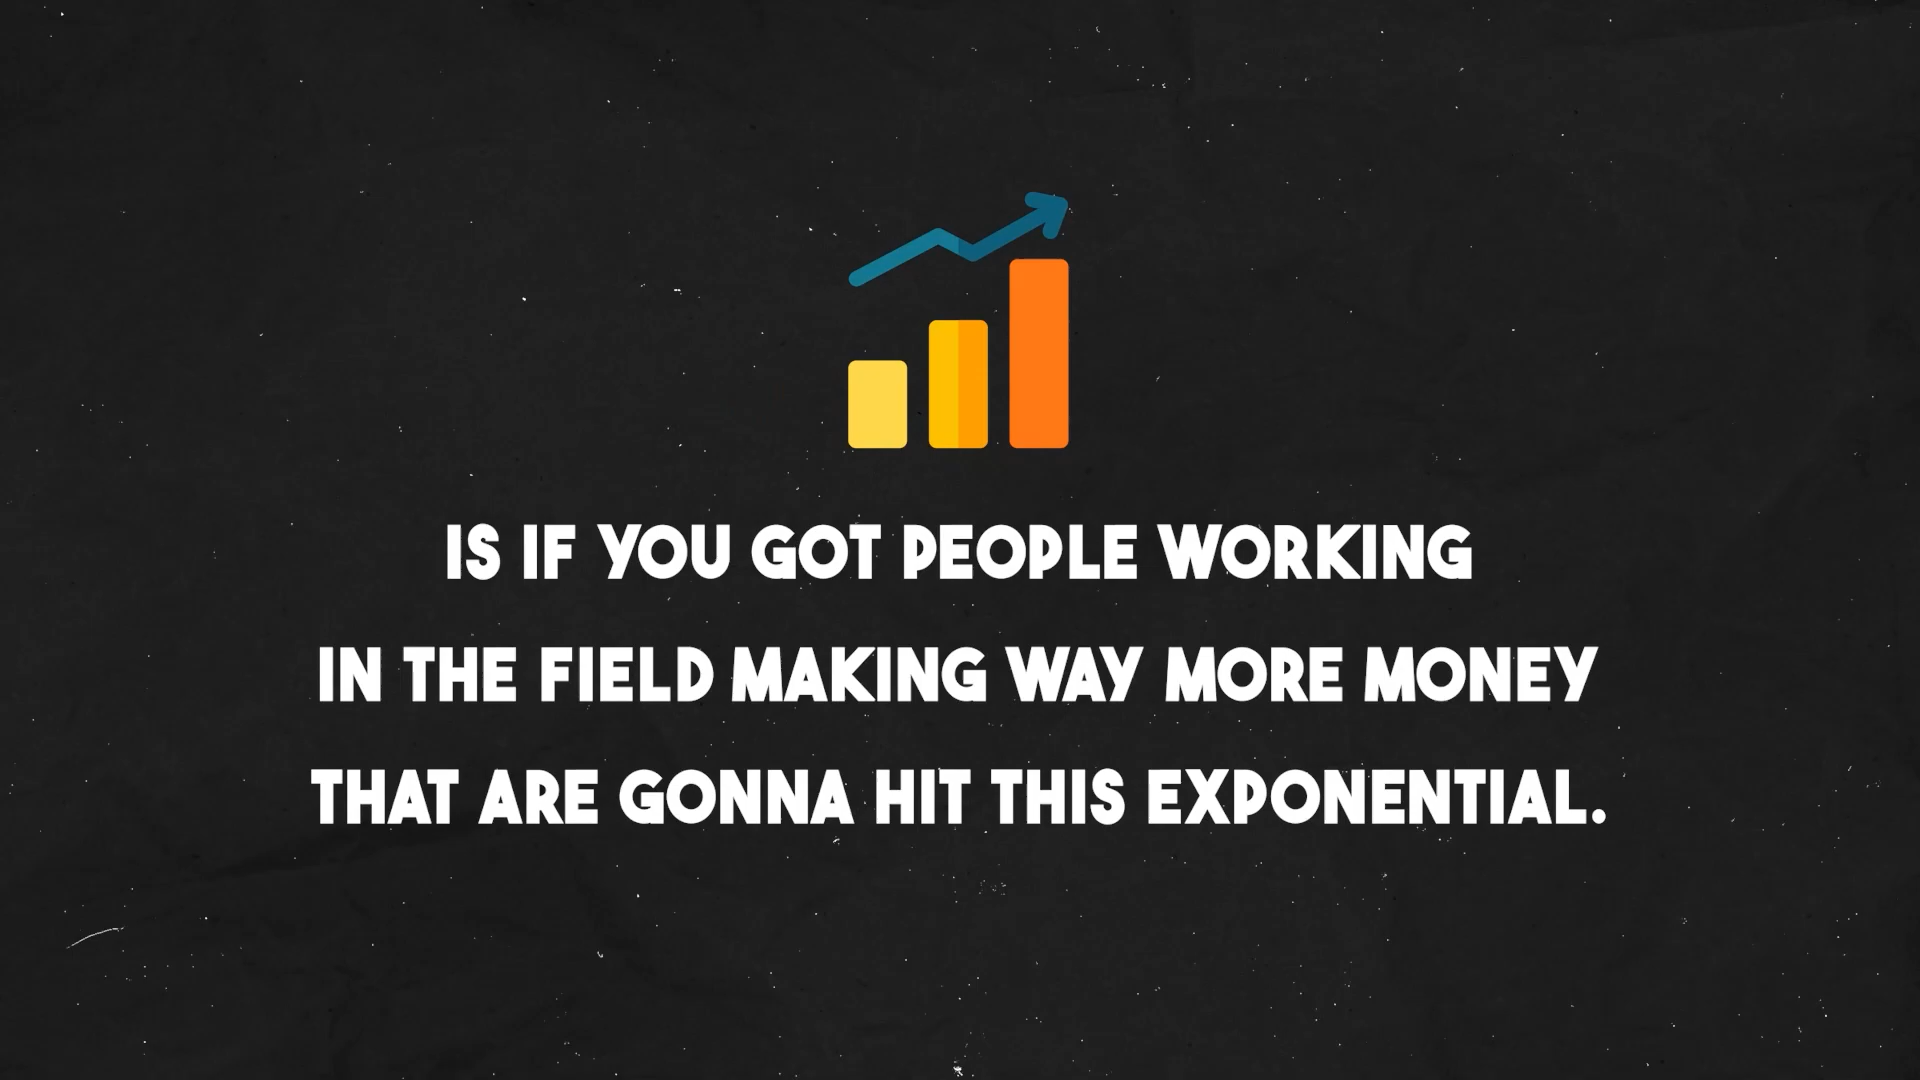 IS IF YOU GOT PEOPLE WORKING
IN THE FIELD MAKING WAY MORE MONEY
THAT ARE GONNA HIT THIS EXPONENTIAL.